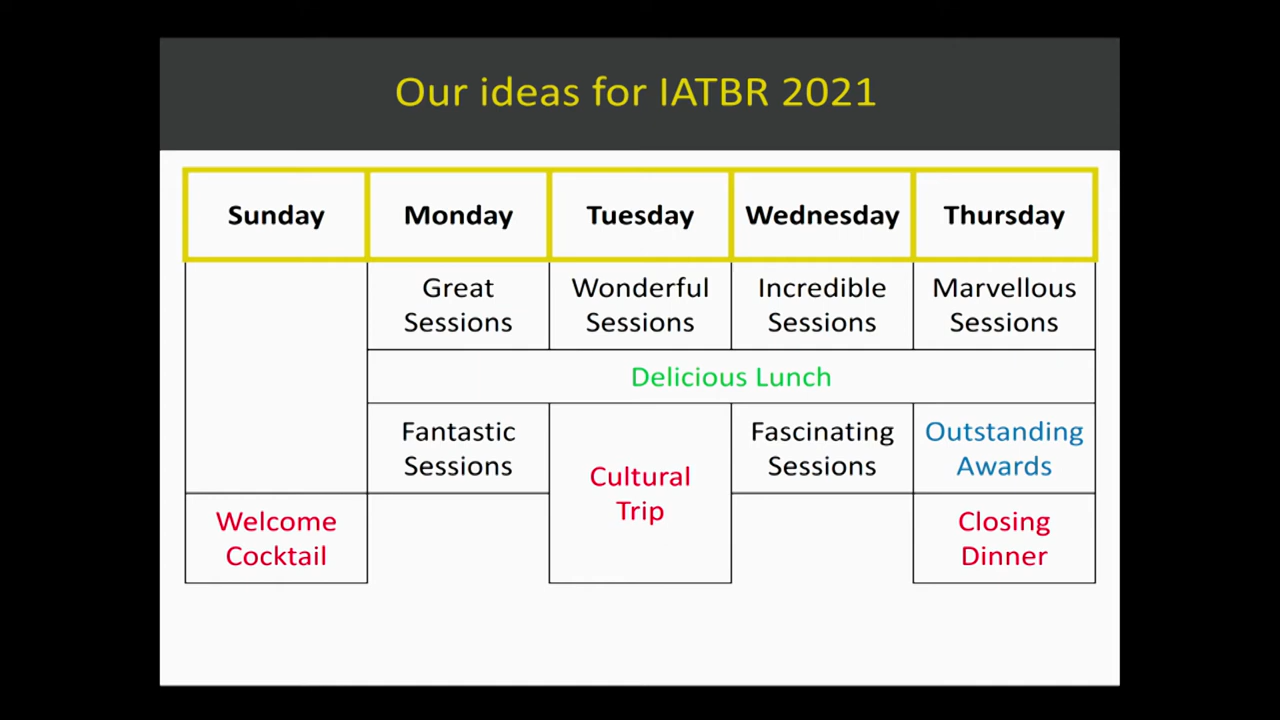 Our ideas for IATBR 2021
Sunday
Monday
Tuesday
Wednesday
Thursday
Great
Sessions
Wonderful
Sessions
Incredible
Sessions
Marvellous
Sessions
Delicious Lunch
Fantastic
Sessions
Cultural
Trip
Fascinating
Sessions
Outstanding
Awards
Welcome
Cocktail
Closing
Dinner